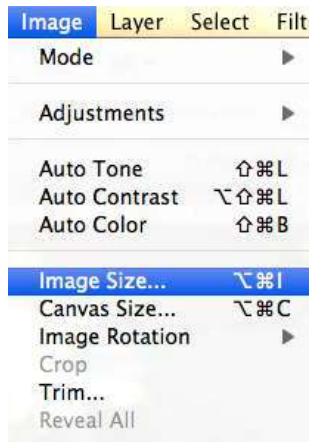 Image Layer Select Filt
Mode ▶
Adjustments ▶
Auto Tone ⇧⌘L
Auto Contrast ⌥⇧⌘L
Auto Color ⇧⌘B
Image Size... ⌥⌘I
Canvas Size... ⌥⌘C
Image Rotation ▶
Crop
Trim...
Reveal All